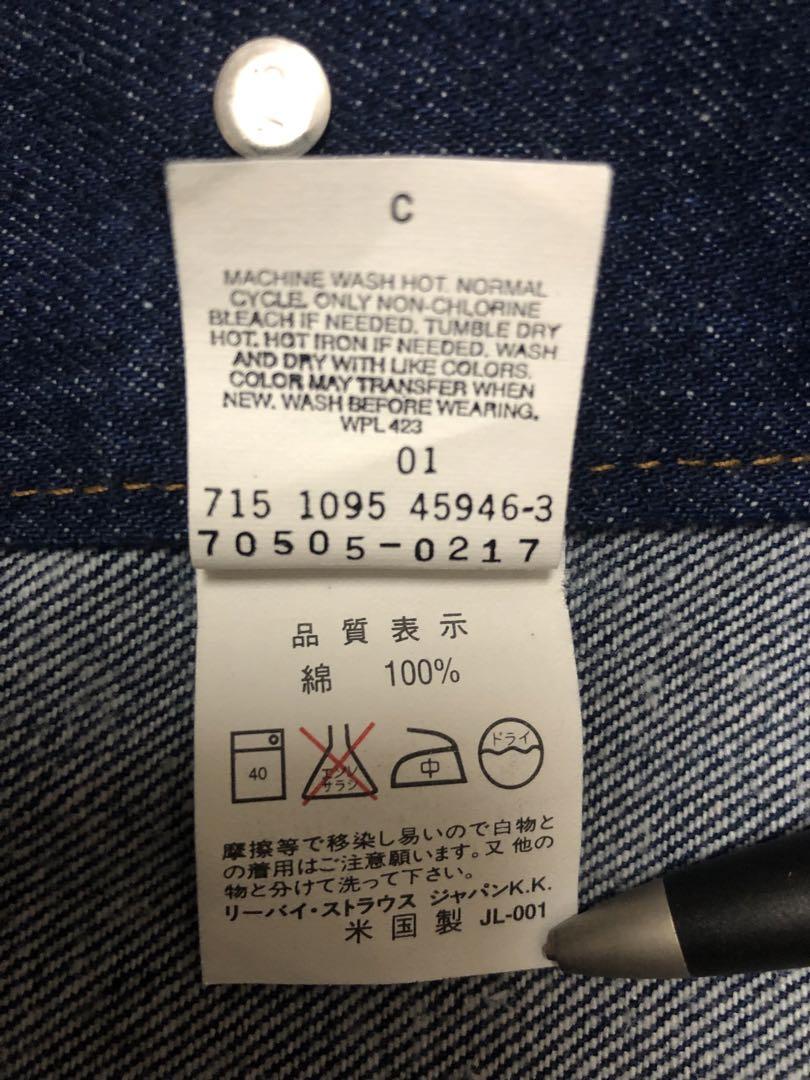 C
MACHINE WASH HOT. NORMAL
CYCLE. ONLY NON-CHLORINE
BLEACH IF NEEDED. TUMBLE DRY
HOT. HOT IRON IF NEEDED. WASH
AND DRY WITH LIKE COLORS.
COLOR MAY TRANSFER WHEN
NEW. WASH BEFORE WEARING.
WPL 423
01
715 1095 45946-3
70505-0217
品質表示
綿 100%
40 エンソ サラシ 中 ドライ
摩擦等で移染し易いので白物と
の着用はご注意願います。又 他の
物と分けて洗って下さい。
リーバイ・ストラウス ジャパンK.K.
米国製 JL-001